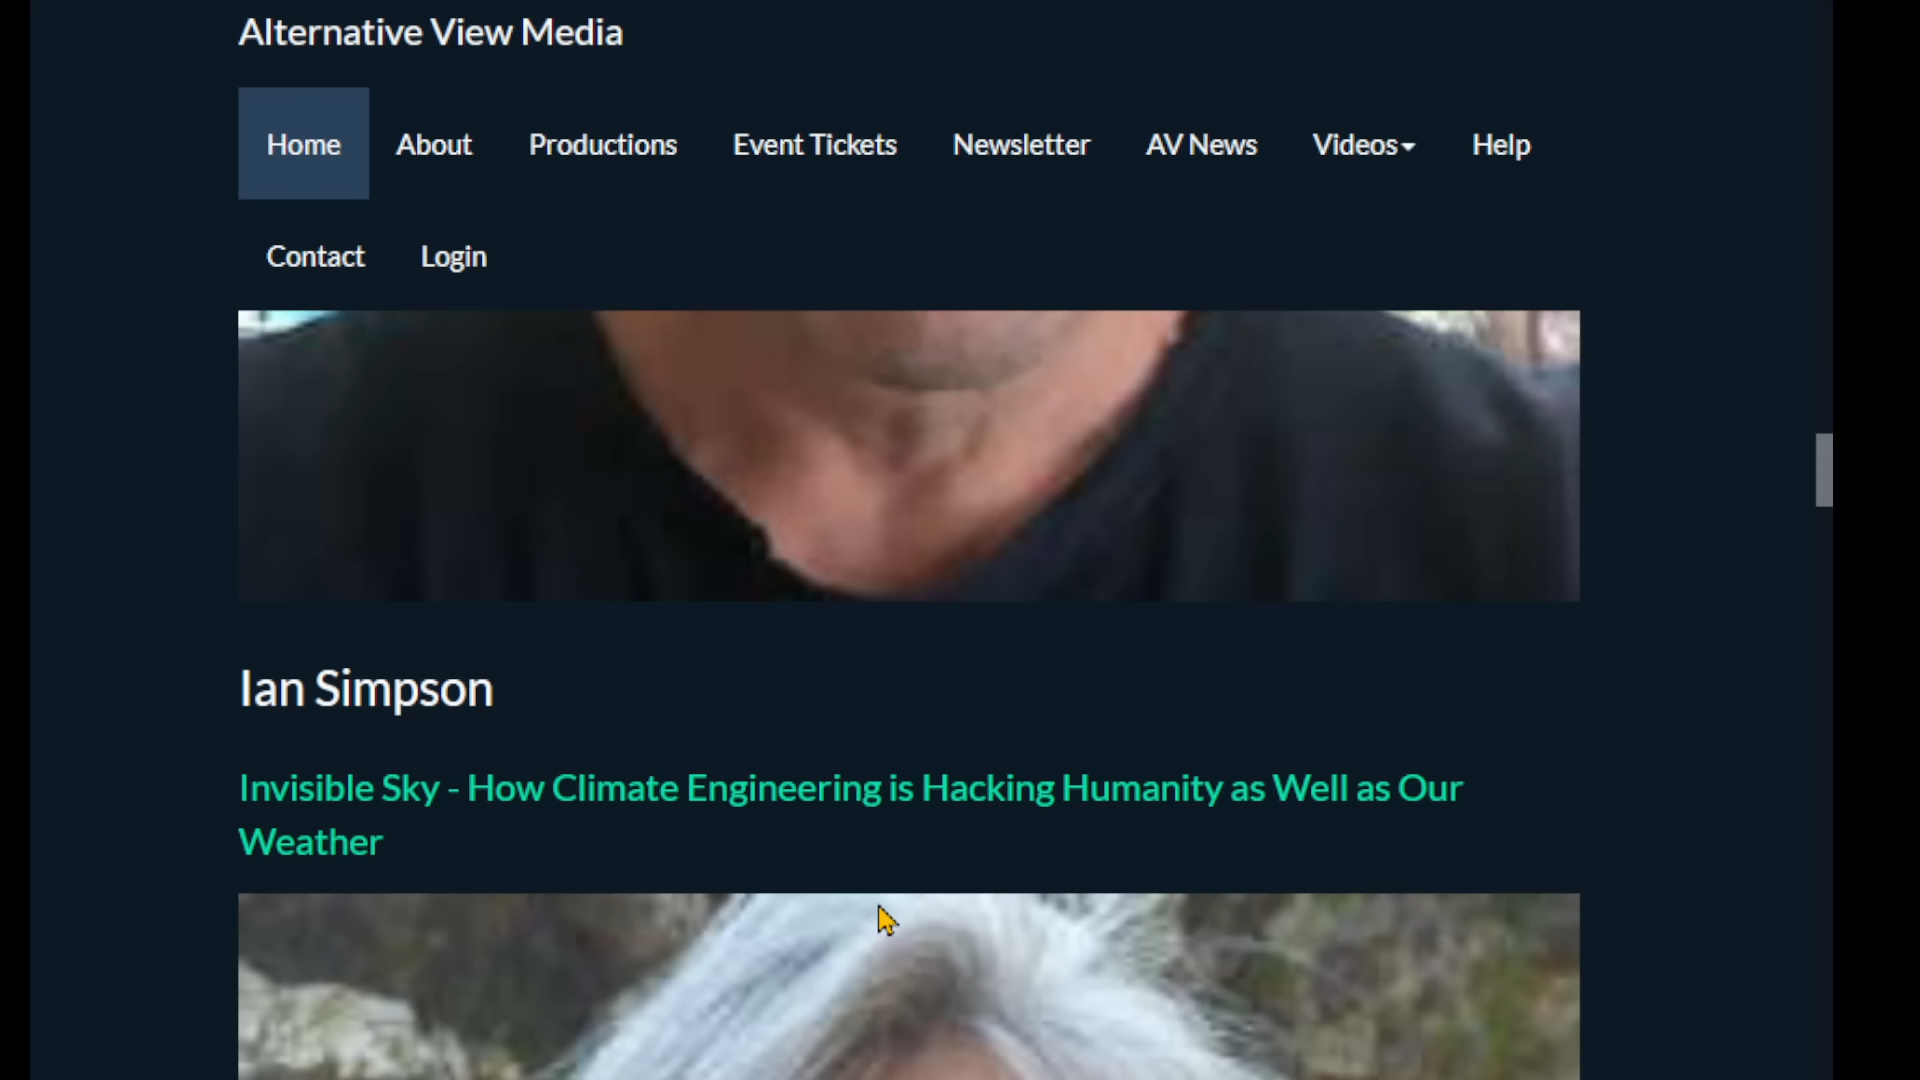 Alternative View Media
Home About Productions Event Tickets Newsletter AV News Videos Help
Contact Login
Ian Simpson
Invisible Sky - How Climate Engineering is Hacking Humanity as Well as Our
Weather